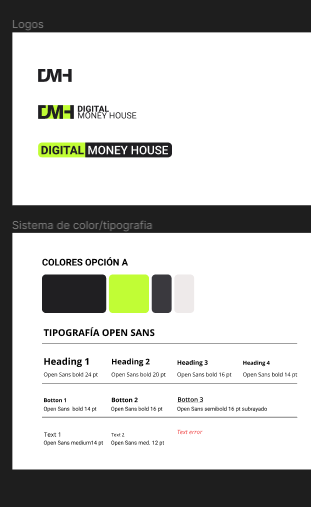 Logos
DMH
DMH DIGITAL
MONEY HOUSE
DIGITAL MONEY HOUSE
Sistema de color/tipografia
COLORES OPCIÓN A
TIPOGRAFÍA OPEN SANS
Heading 1 Heading 2 Heading 3 Heading 4
Open Sans bold 24 pt Open Sans bold 20 pt Open Sans bold 16 pt Open Sans bold 14 pt
Botton 1 Botton 2 Botton 3
Open Sans bold 14 pt Open Sans bold 16 pt Open Sans semibold 16 pt subrayado
Text 1 Text 2 Text error
Open Sans medium14 pt Open Sans med. 12 pt